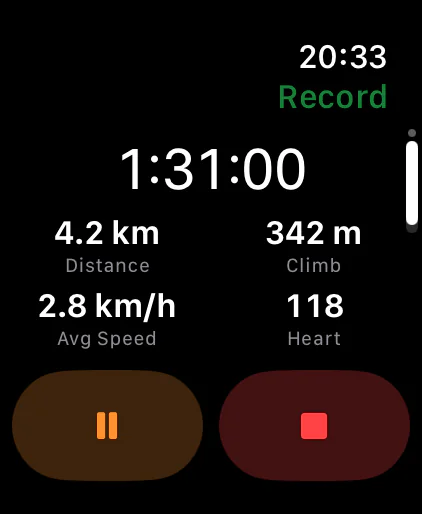 20:33
Record
1:31:00
4.2 km 342 m
Distance Climb
2.8 km/h 118
Avg Speed Heart